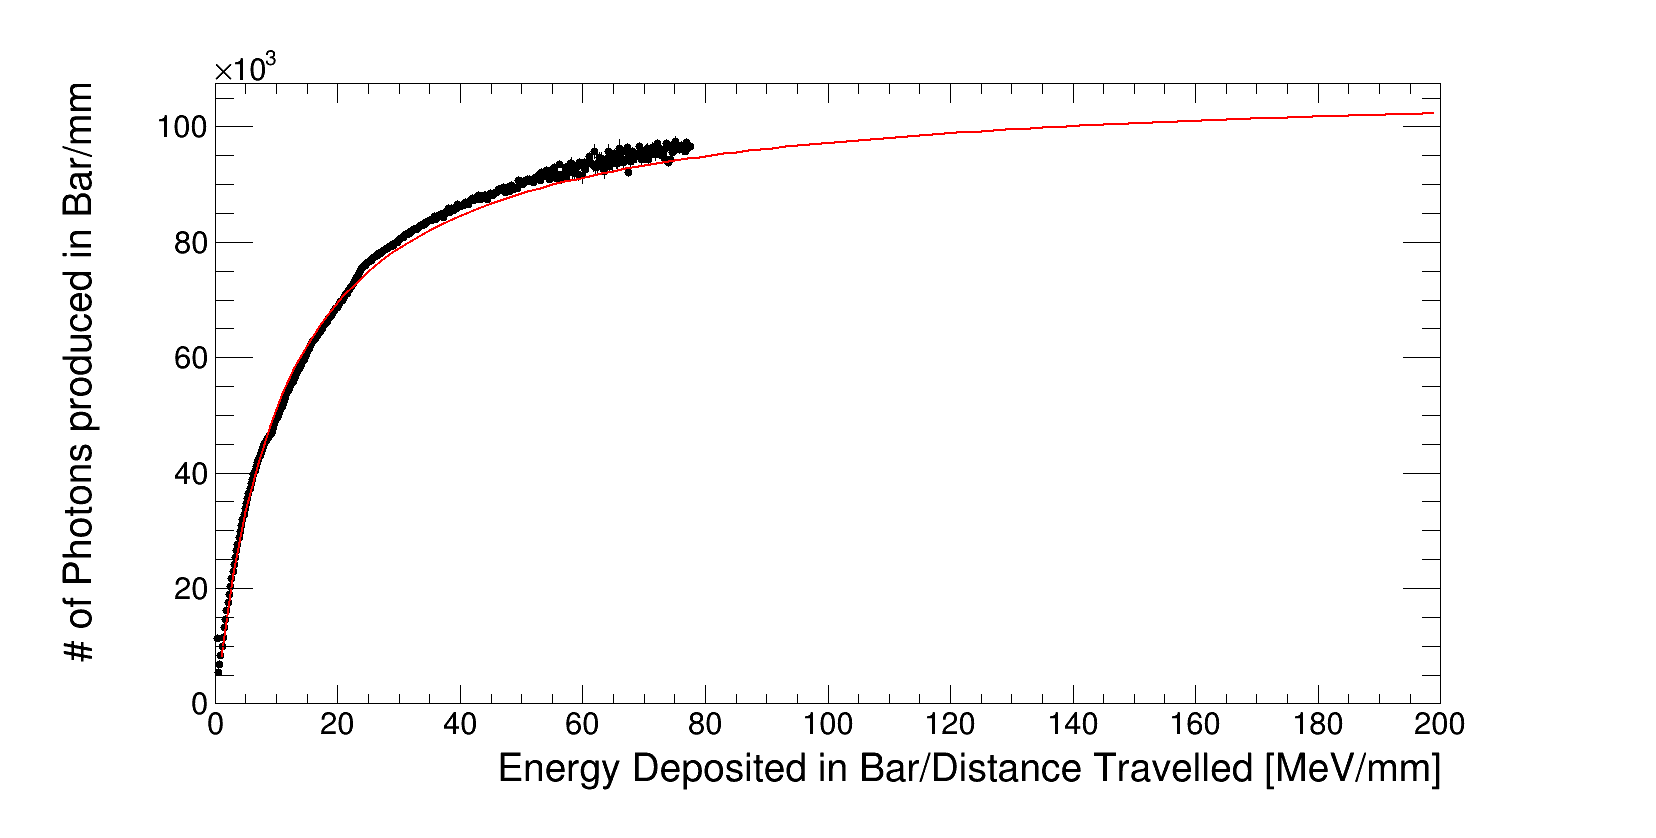 ×10³
# of Photons produced in Bar/mm
100
80
60
40
20
0
0 20 40 60 80 100 120 140 160 180 200
Energy Deposited in Bar/Distance Travelled [MeV/mm]